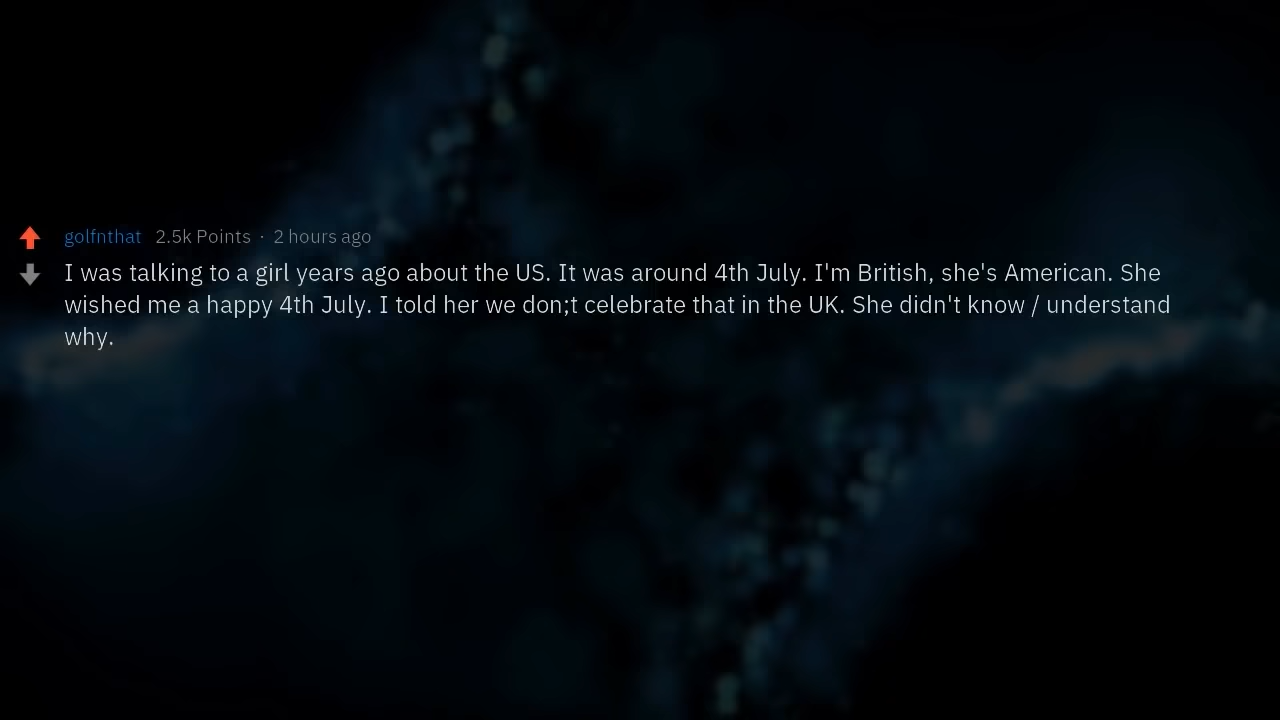 golfnthat 2.5k Points · 2 hours ago
I was talking to a girl years ago about the US. It was around 4th July. I'm British, she's American. She
wished me a happy 4th July. I told her we don;t celebrate that in the UK. She didn't know / understand
why.